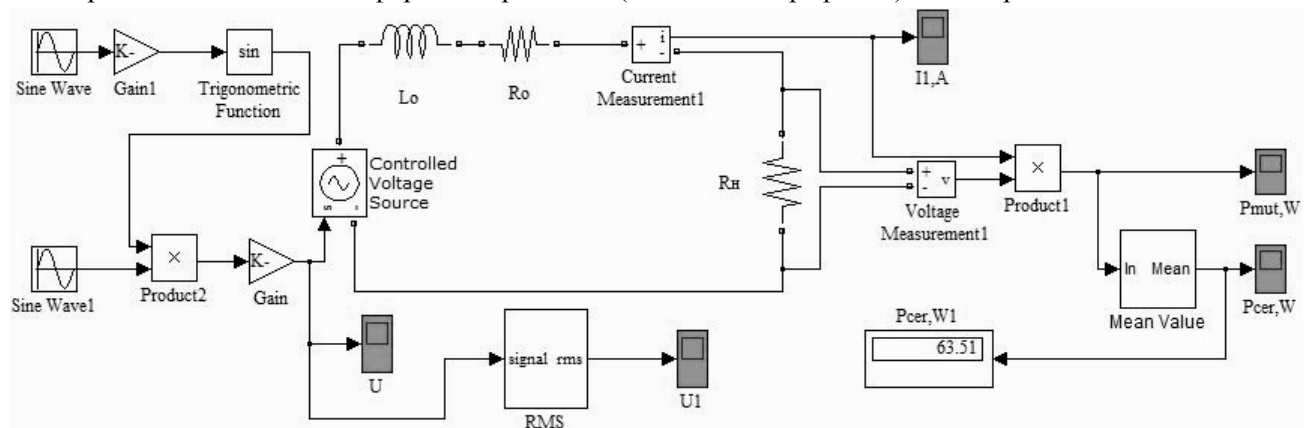 Sine Wave
K-
Gain1
sin
Trigonometric
Function
Lo
Ro
+
i
-
Current
Measurement1
I1,A
+
s
-
Controlled
Voltage
Source
Rн
+
-
v
Voltage
Measurement1
×
Product1
Pmut,W
Sine Wave1
×
Product2
K-
Gain
In Mean
Mean Value
Pcer,W
Pcer,W1
63.51
U
signal rms
RMS
U1